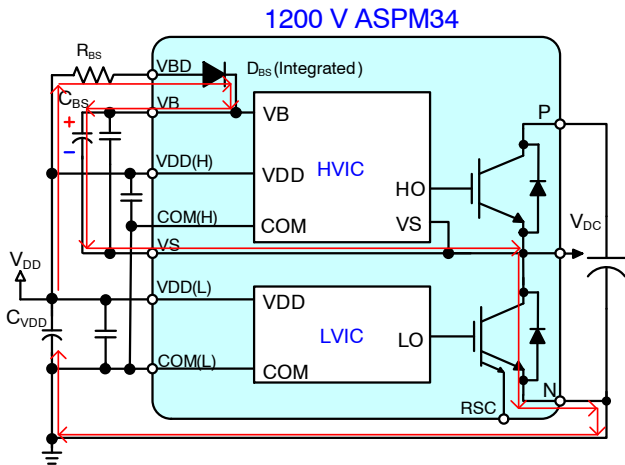 1200 V ASPM34
RBS
VBD
DBS (Integrated)
CBS
VB
VB
P
+
-
VDD(H)
VDD
HVIC
HO
COM(H)
COM
VS
VS
VDC
VDD
VDD(L)
VDD
CVDD
LVIC
LO
COM(L)
COM
N
RSC